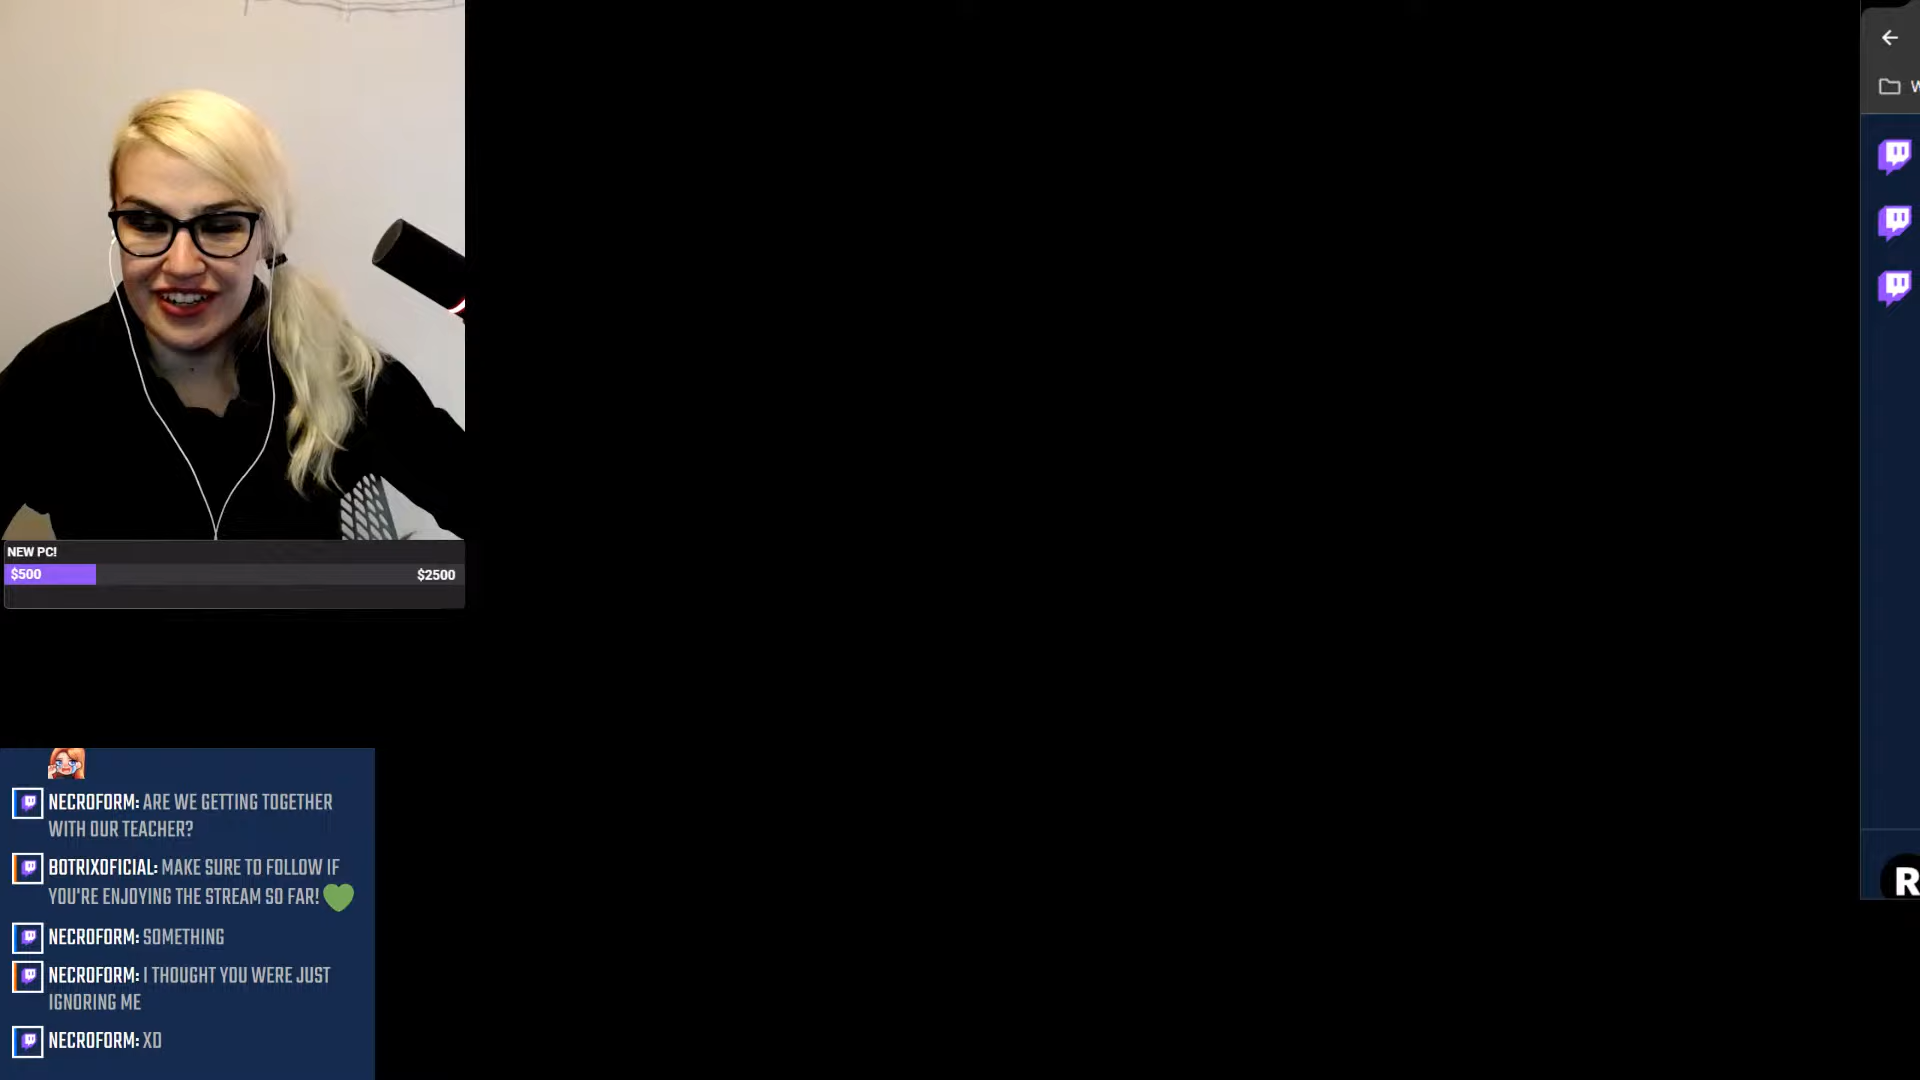 NEW PC!
$500 $2500
NECROFORM: ARE WE GETTING TOGETHER
WITH OUR TEACHER?
BOTRIXOFICIAL: MAKE SURE TO FOLLOW IF
YOU'RE ENJOYING THE STREAM SO FAR!
NECROFORM: SOMETHING
NECROFORM: I THOUGHT YOU WERE JUST
IGNORING ME
NECROFORM: XD
W
R